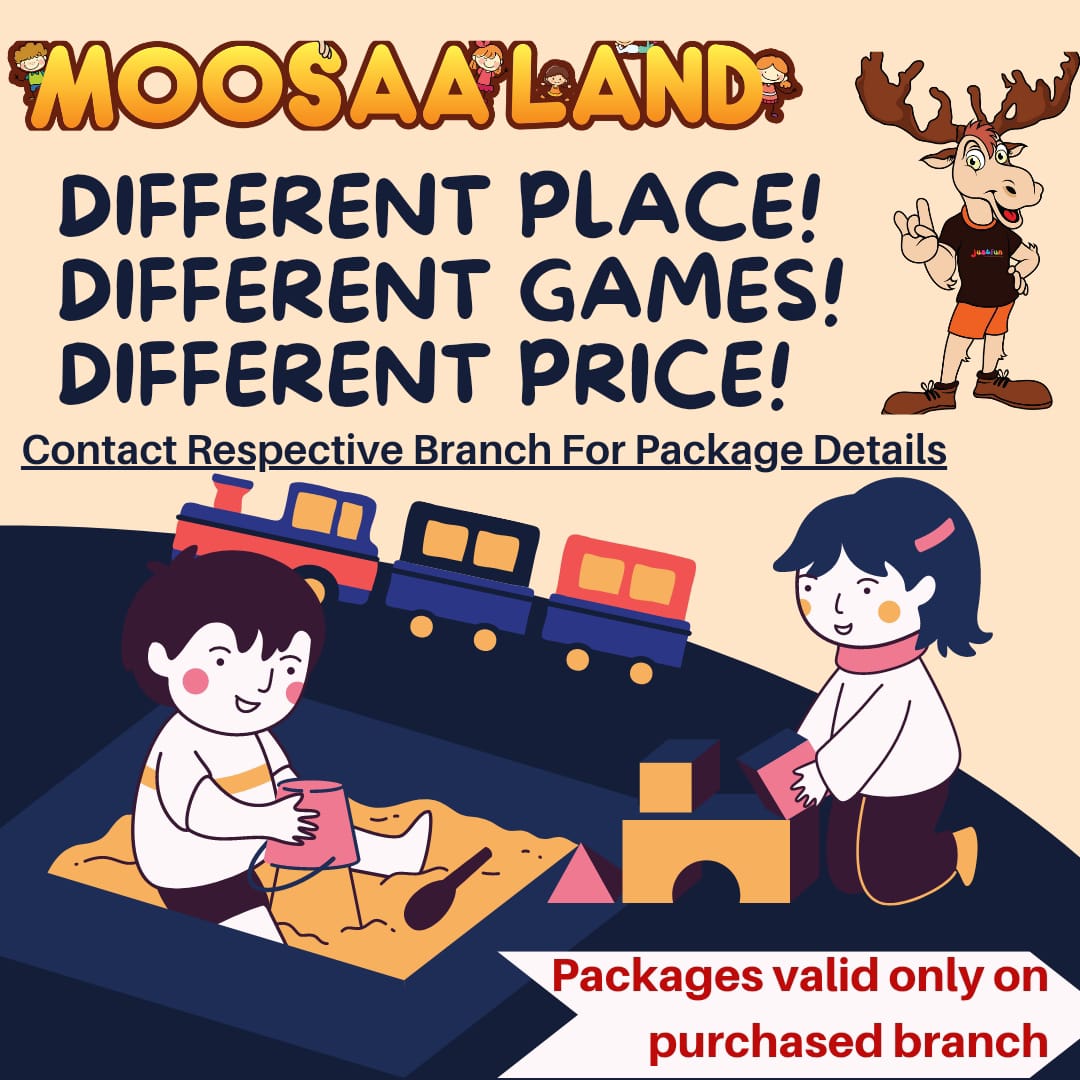 MOOSAA LAND
DIFFERENT PLACE!
DIFFERENT GAMES!
DIFFERENT PRICE!
Contact Respective Branch For Package Details
jus4fun
Packages valid only on
purchased branch